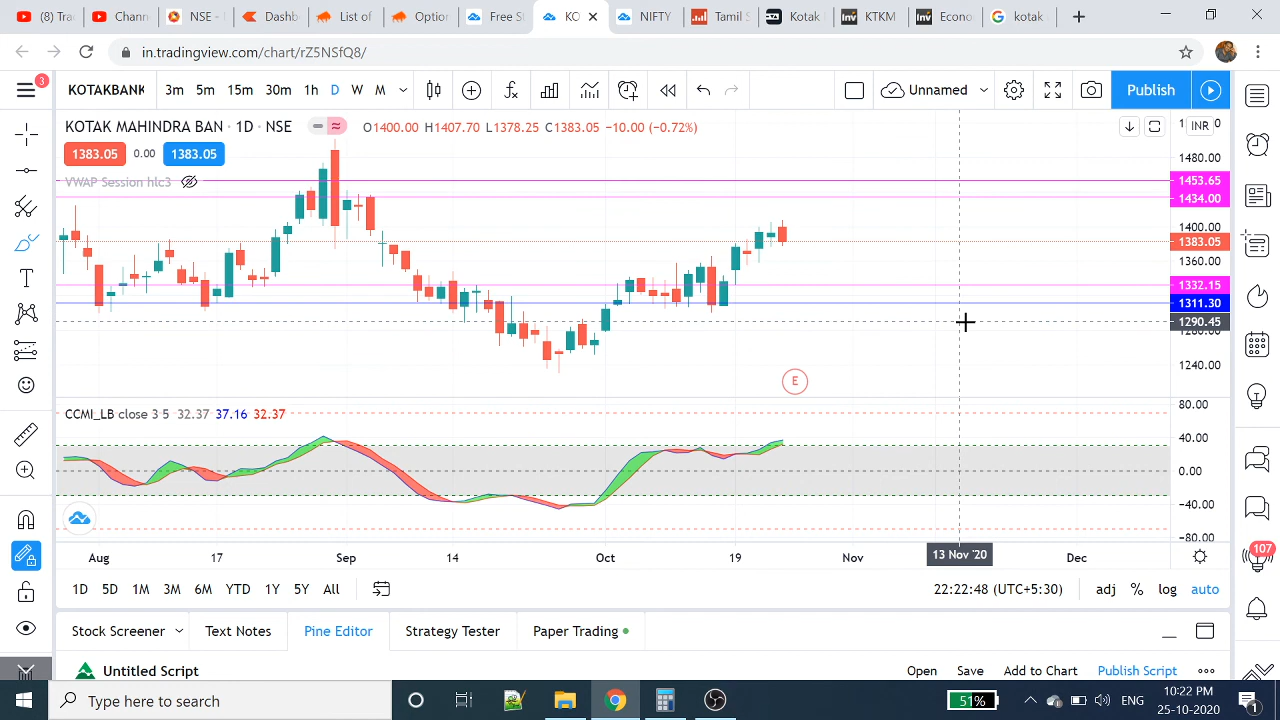 (1) Tra
Chart
NSE -
Dashb
List of
Option
Free S
KO
NIFTY
Tamil S
Kotak
KTKM
Econo
kotak
in.tradingview.com/chart/rZ5NSfQ8/
3
KOTAKBANK
3m 5m 15m 30m 1h D W M
Unnamed
Publish
KOTAK MAHINDRA BAN · 1D · NSE
O1400.00 H1407.70 L1378.25 C1383.05 −10.00 (−0.72%)
INR
1383.05 0.00 1383.05
VWAP Session hlc3
1480.00
1453.65
1434.00
1400.00
1383.05
1360.00
1332.15
1311.30
1290.45
1280.00
1240.00
E
CCMI_LB close 3 5 32.37 37.16 32.37
80.00
40.00
0.00
−40.00
−80.00
107
Aug 17 Sep 14 Oct 19 Nov 13 Nov '20 Dec
1D 5D 1M 3M 6M YTD 1Y 5Y All
22:22:48 (UTC+5:30) adj % log auto
Stock Screener Text Notes Pine Editor Strategy Tester Paper Trading
Untitled Script
Open Save Add to Chart Publish Script
Type here to search
51%
ENG
10:22 PM
25-10-2020
1